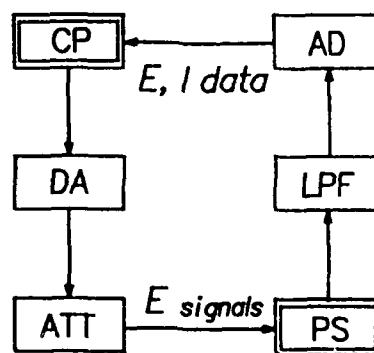 CP
AD
E, I data
DA
LPF
E signals
ATT
PS